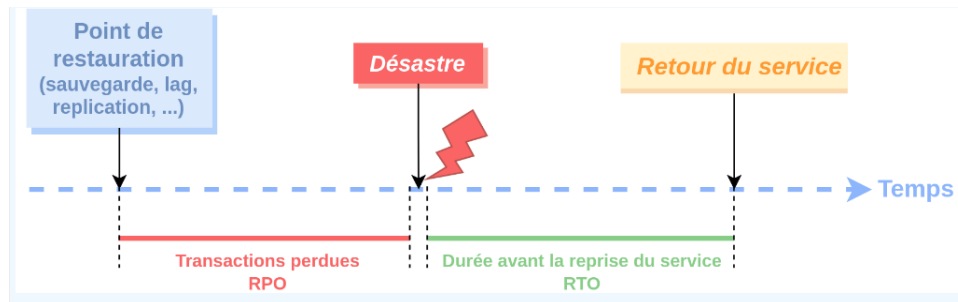 Point de
restauration
(sauvegarde, lag,
replication, ...)
Désastre
Retour du service
Temps
Transactions perdues
RPO
Durée avant la reprise du service
RTO